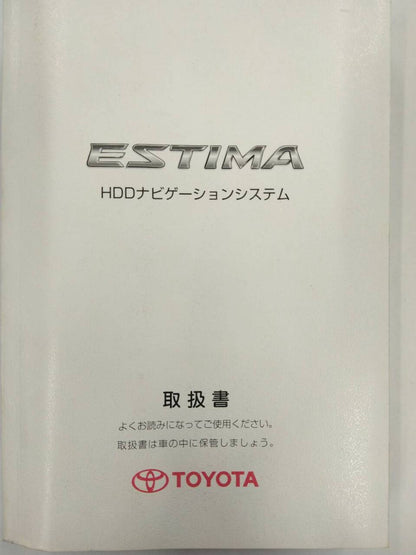 ESTIMA
HDDナビゲーションシステム
取扱書
よくお読みになってご使用ください。
取扱書は車の中に保管しましょう。
TOYOTA